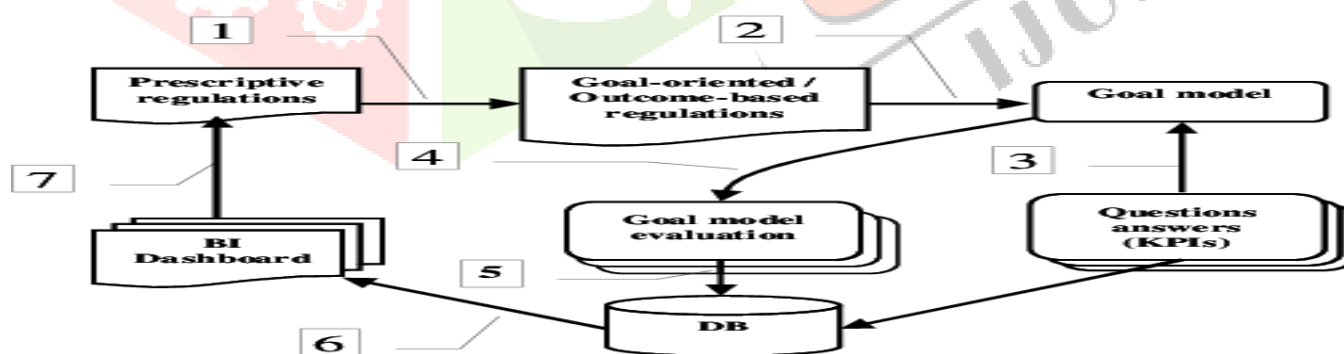 1
2
IJO
Prescriptive
regulations
Goal-oriented /
Outcome-based
regulations
Goal model
4
3
7
Questions
answers
(KPIs)
Goal model
evaluation
BI
Dashboard
5
DB
6